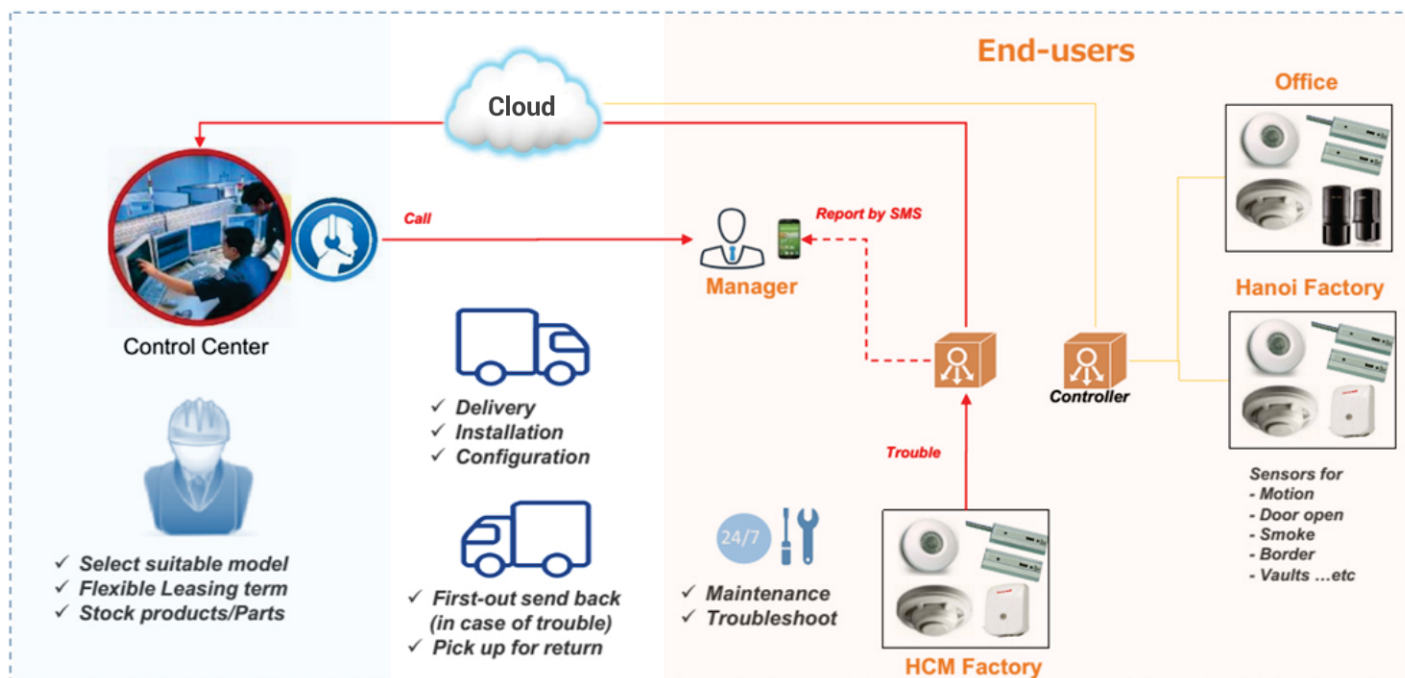 End-users
Cloud
Office
Call
Report by SMS
Manager
Hanoi Factory
Control Center
Controller
✓ Delivery
✓ Installation
✓ Configuration
Trouble
Sensors for
- Motion
- Door open
- Smoke
- Border
- Vaults ...etc
24/7
✓ Select suitable model
✓ Flexible Leasing term
✓ Stock products/Parts
✓ First-out send back
(in case of trouble)
✓ Pick up for return
✓ Maintenance
✓ Troubleshoot
HCM Factory